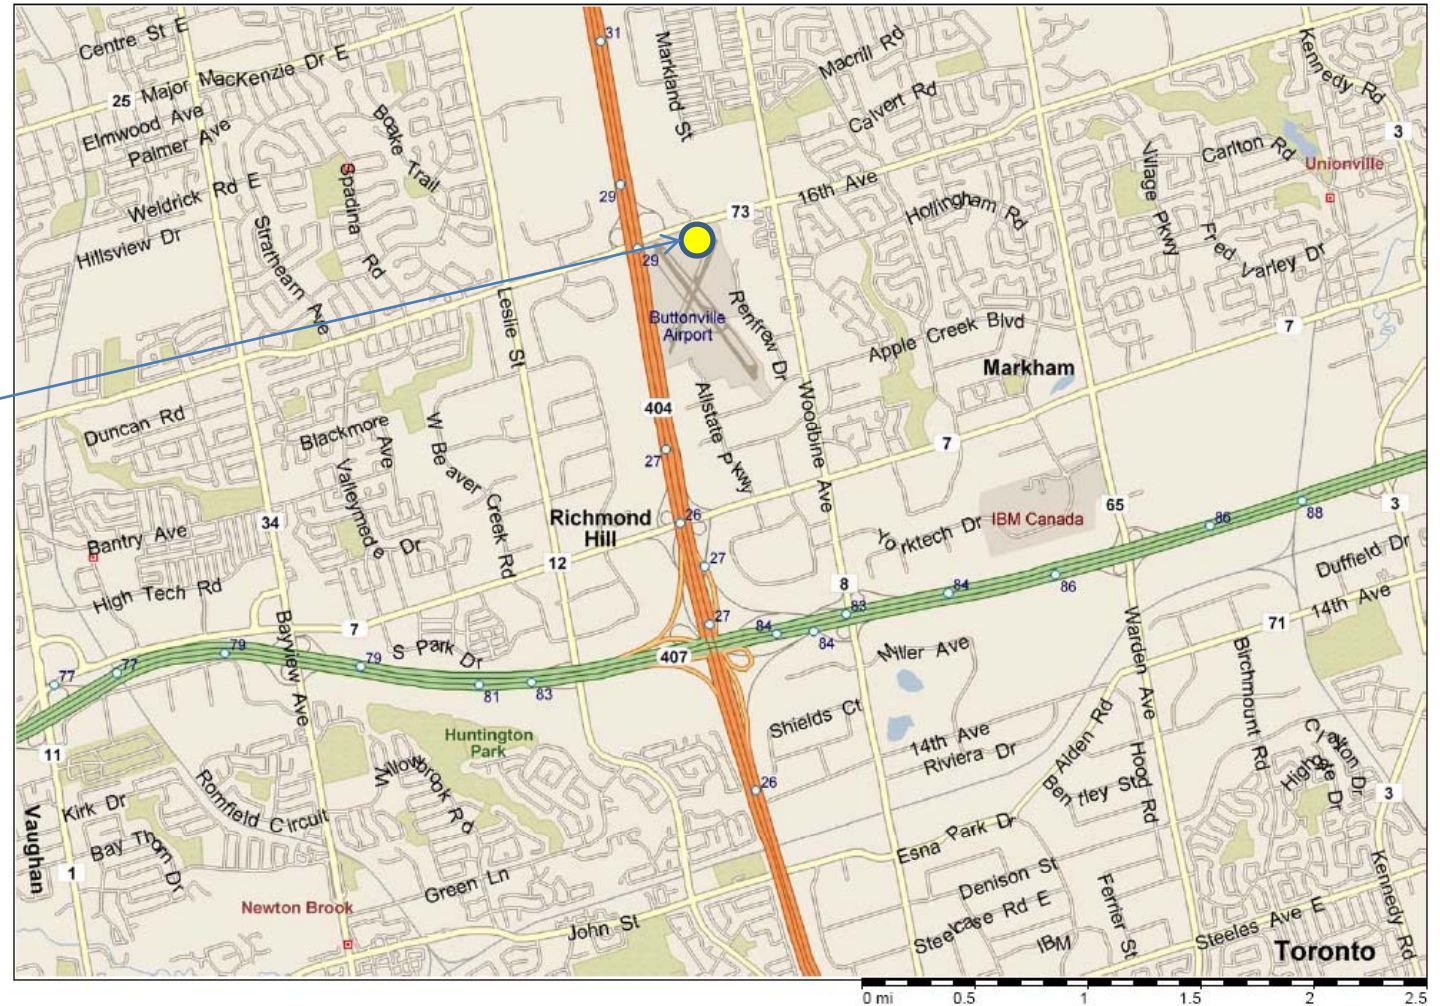 Centre St E
31
Markland St
Macrill Rd
Kennedy Rd
Major MacKenzie Dr E
25
Elmwood Ave
Palmer Ave
Boake Trail
Calvert Rd
3
Carlton Rd
Unionville
Village Pkwy
Spadina Rd
Weldrick Rd E
29
16th Ave
73
Hollingham Rd
Hillsview Dr
Strathearn Ave
29
Fred Varley Dr
Leslie St
Buttonville
Airport
Renfrew Dr
Apple Creek Blvd
7
Markham
Duncan Rd
Blackmore Ave
W Beaver Creek Rd
404
Allstate Pkwy
Woodbine Ave
7
Valleymede Dr
27
34
Richmond
Hill
26
Yorktech Dr
IBM Canada
65
86
88
3
Bantry Ave
12
27
8
84
86
Duffield Dr
High Tech Rd
14th Ave
83
71
7
Bayview Ave
S Park Dr
27
84
84
79
79
407
Miller Ave
Warden Ave
Birchmount Rd
77
77
81
83
Shields Ct
11
Huntington
Park
14th Ave
Riviera Dr
Alden Rd
Clayton Dr
Willowbrook Rd
Highgate Dr
Hood Rd
Bentley St
26
3
Romfield Circuit
Kirk Dr
Vaughan
Bay Thorn Dr
1
Esna Park Dr
Denison St
Ferrier St
Kennedy Rd
Green Ln
Newton Brook
John St
Steelcase Rd E
IBM
Steeles Ave E
Toronto
0 mi 0.5 1 1.5 2 2.5